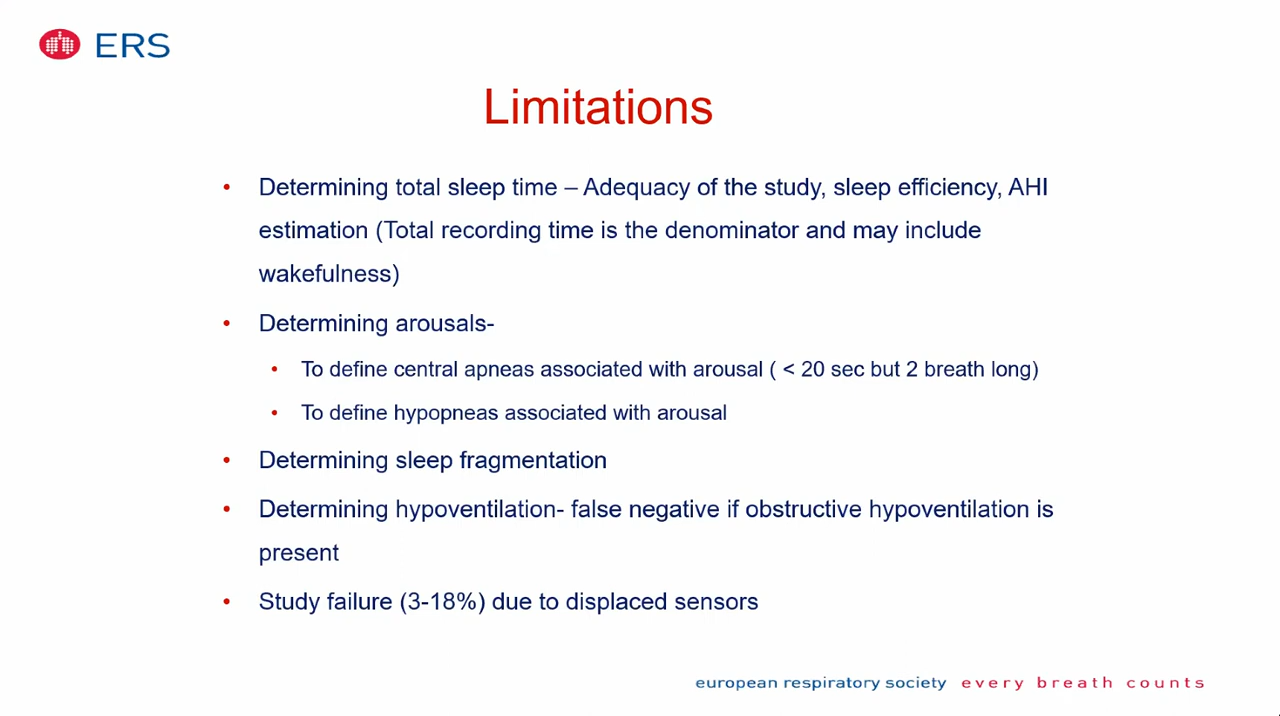 ERS
Limitations
• Determining total sleep time – Adequacy of the study, sleep efficiency, AHI
estimation (Total recording time is the denominator and may include
wakefulness)
• Determining arousals-
• To define central apneas associated with arousal ( < 20 sec but 2 breath long)
• To define hypopneas associated with arousal
• Determining sleep fragmentation
• Determining hypoventilation- false negative if obstructive hypoventilation is
present
• Study failure (3-18%) due to displaced sensors
european respiratory society every breath counts